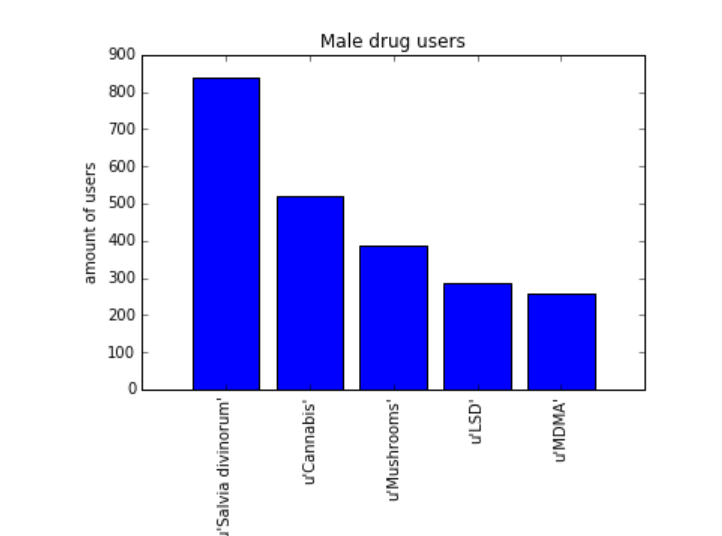 Male drug users
900
800
700
600
500
400
300
200
100
0
amount of users
u'Salvia divinorum'
u'Cannabis'
u'Mushrooms'
u'LSD'
u'MDMA'